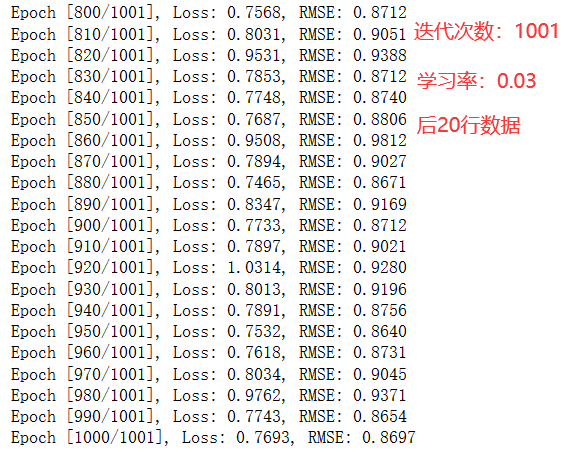 Epoch [800/1001], Loss: 0.7568, RMSE: 0.8712
Epoch [810/1001], Loss: 0.8031, RMSE: 0.9051
迭代次数：1001
Epoch [820/1001], Loss: 0.9531, RMSE: 0.9388
Epoch [830/1001], Loss: 0.7853, RMSE: 0.8712
学习率：0.03
Epoch [840/1001], Loss: 0.7748, RMSE: 0.8740
Epoch [850/1001], Loss: 0.7687, RMSE: 0.8806
后20行数据
Epoch [860/1001], Loss: 0.9508, RMSE: 0.9812
Epoch [870/1001], Loss: 0.7894, RMSE: 0.9027
Epoch [880/1001], Loss: 0.7465, RMSE: 0.8671
Epoch [890/1001], Loss: 0.8347, RMSE: 0.9169
Epoch [900/1001], Loss: 0.7733, RMSE: 0.8712
Epoch [910/1001], Loss: 0.7897, RMSE: 0.9021
Epoch [920/1001], Loss: 1.0314, RMSE: 0.9280
Epoch [930/1001], Loss: 0.8013, RMSE: 0.9196
Epoch [940/1001], Loss: 0.7891, RMSE: 0.8756
Epoch [950/1001], Loss: 0.7532, RMSE: 0.8640
Epoch [960/1001], Loss: 0.7618, RMSE: 0.8731
Epoch [970/1001], Loss: 0.8034, RMSE: 0.9045
Epoch [980/1001], Loss: 0.9762, RMSE: 0.9371
Epoch [990/1001], Loss: 0.7743, RMSE: 0.8654
Epoch [1000/1001], Loss: 0.7693, RMSE: 0.8697